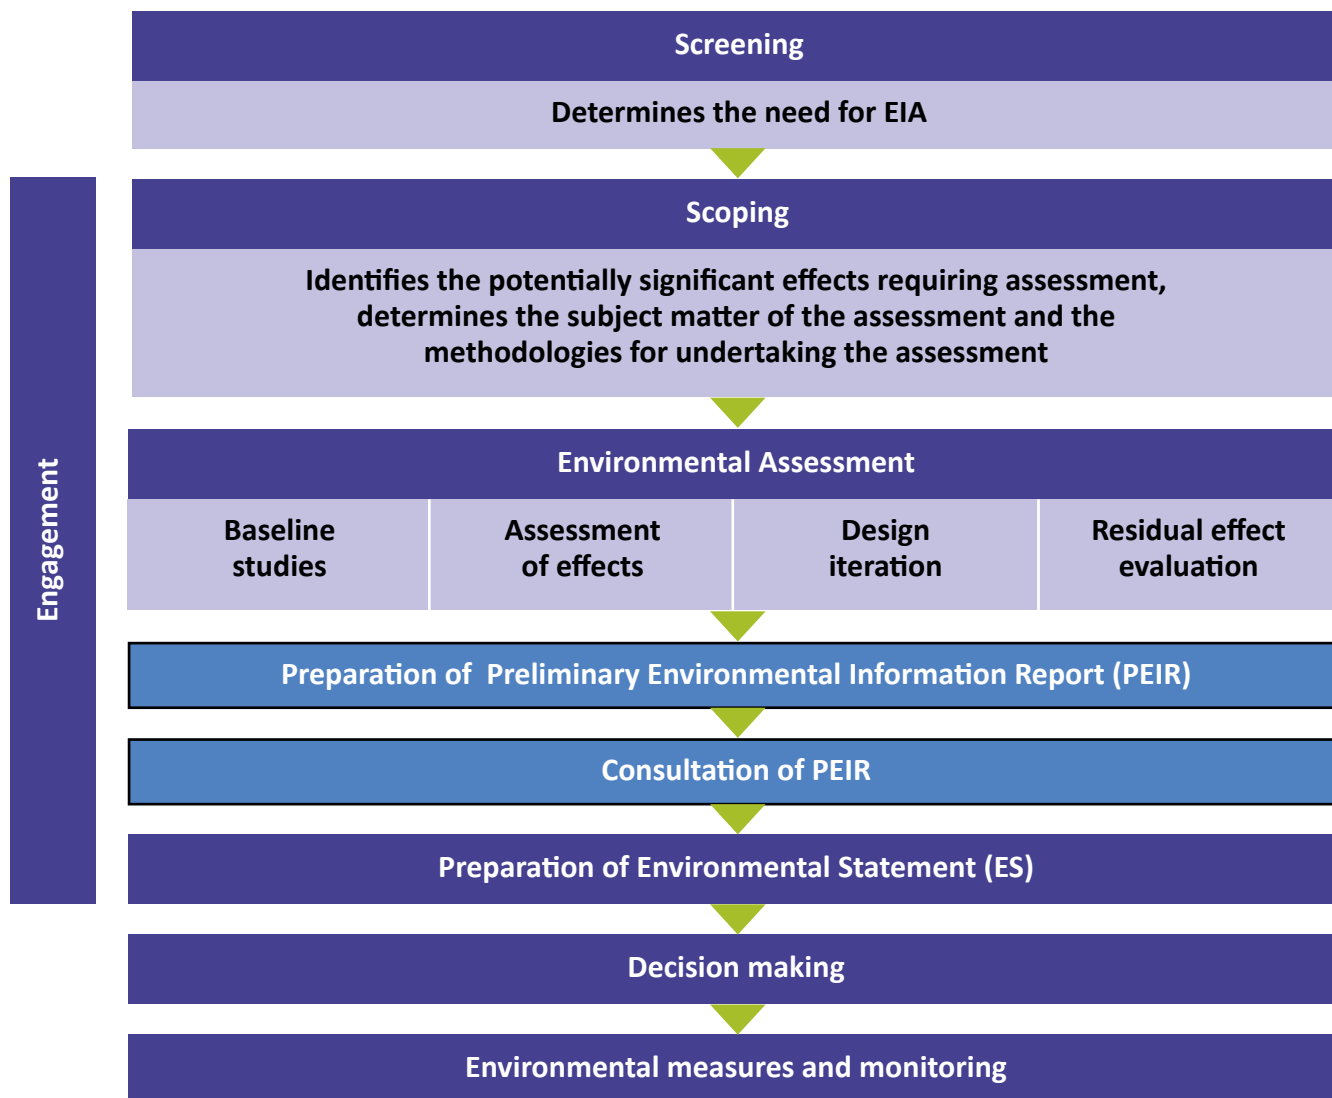 Screening
Determines the need for EIA
Engagement
Scoping
Identifies the potentially significant effects requiring assessment,
determines the subject matter of the assessment and the
methodologies for undertaking the assessment
Environmental Assessment
Baseline
studies
Assessment
of effects
Design
iteration
Residual effect
evaluation
Preparation of Preliminary Environmental Information Report (PEIR)
Consultation of PEIR
Preparation of Environmental Statement (ES)
Decision making
Environmental measures and monitoring